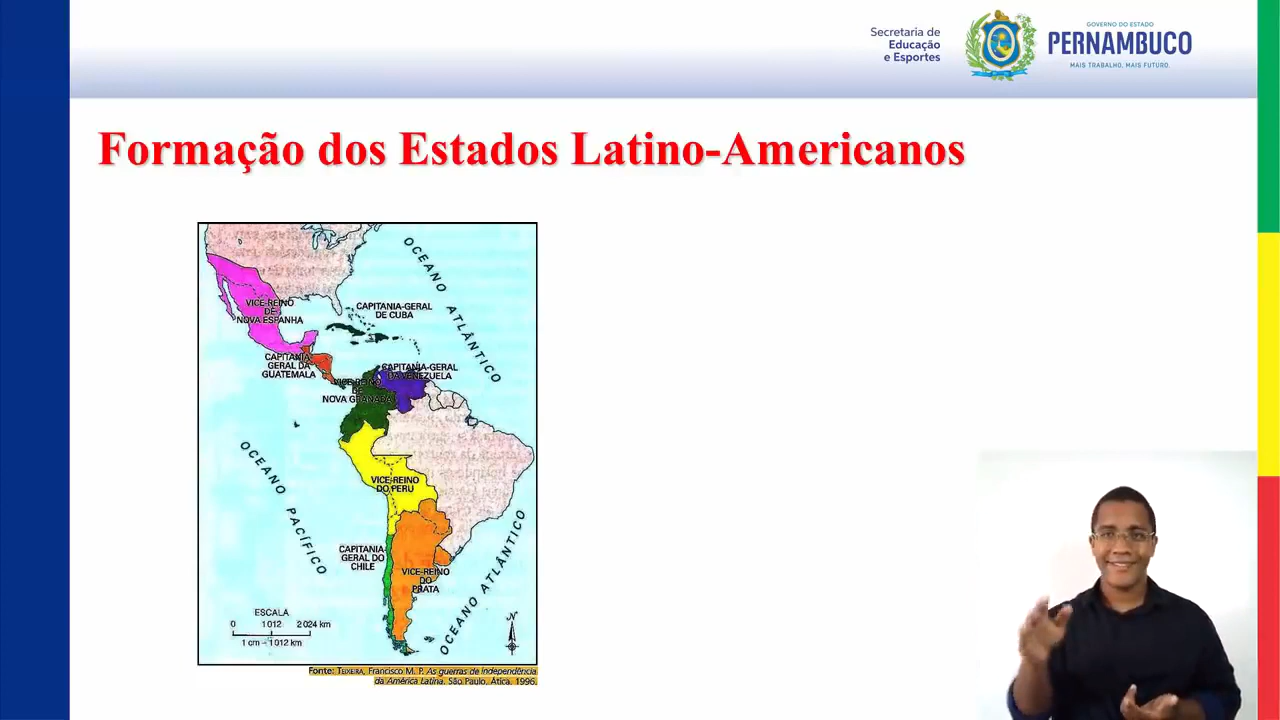 Secretaria de
Educação
e Esportes
GOVERNO DO ESTADO
PERNAMBUCO
MAIS TRABALHO, MAIS FUTURO.
Formação dos Estados Latino-Americanos
OCEANO ATLÂNTICO
VICE-REINO
DE
NOVA ESPANHA
CAPITANIA-GERAL
DE CUBA
CAPITANIA
GERAL DA
GUATEMALA
CAPITANIA-GERAL
DA VENEZUELA
VICE-REINO
DE
NOVA GRANADA
OCEANO PACÍFICO
VICE-REINO
DO PERU
CAPITANIA-
GERAL DO
CHILE
VICE-REINO
DO
PRATA
OCEANO ATLÂNTICO
ESCALA
0 1 012 2 024 km
1 cm - 1 012 km
N
Fonte: TEIXEIRA, Francisco M. P. As guerras de independência
da América Latina. São Paulo, Ática, 1996.